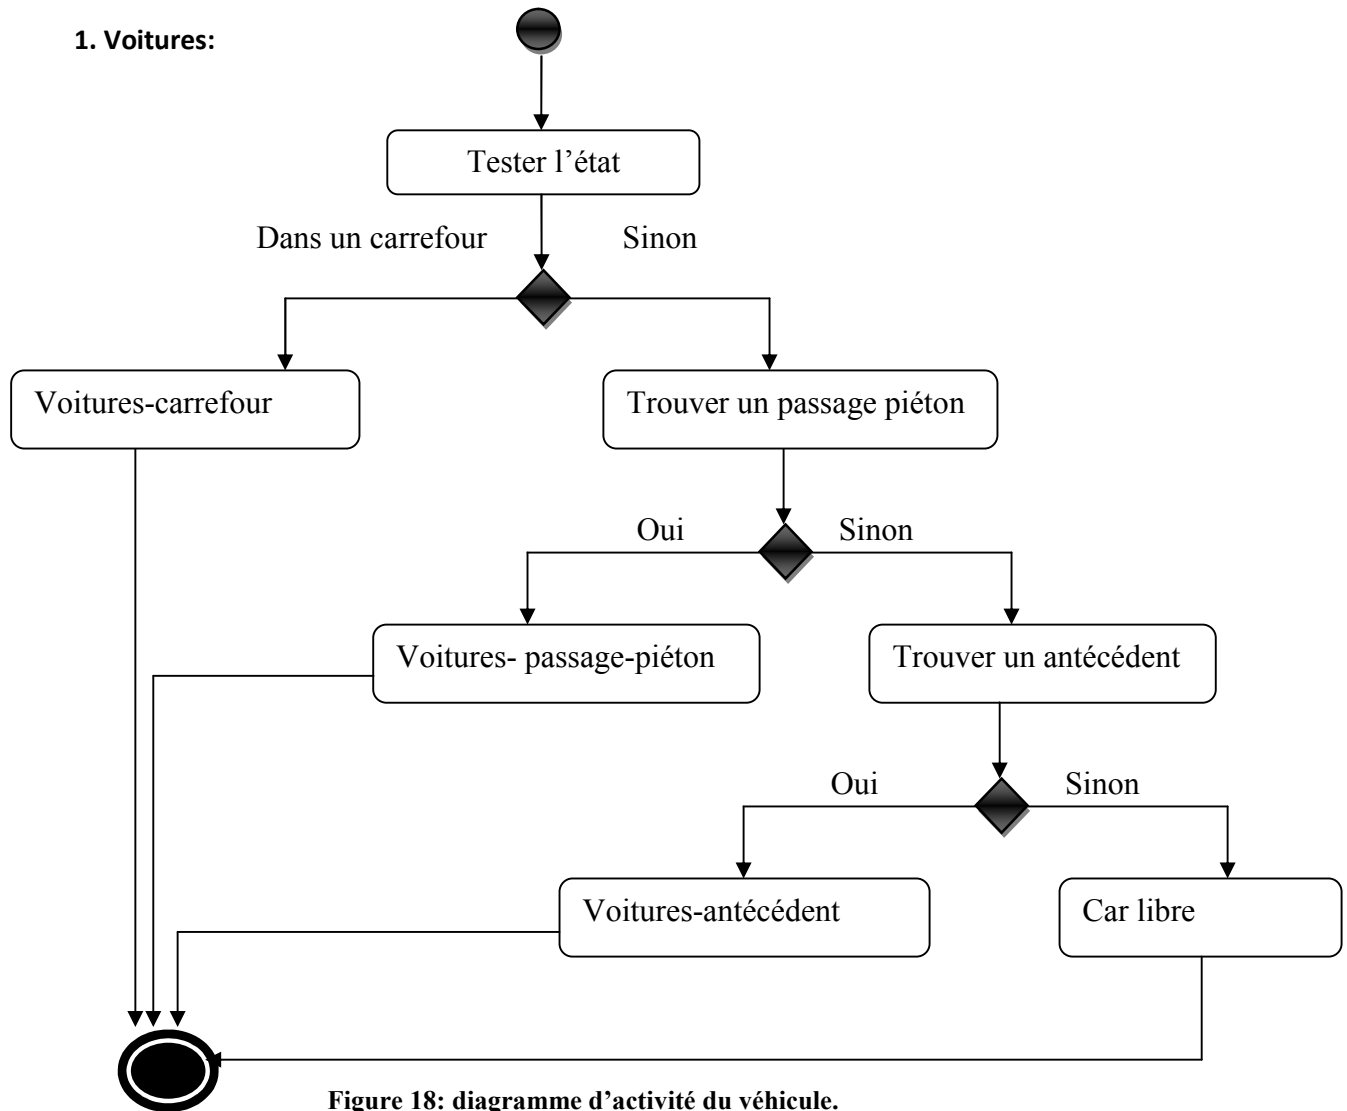 1. Voitures:
Tester l’état
Dans un carrefour
Sinon
Voitures-carrefour
Trouver un passage piéton
Oui
Sinon
Voitures- passage-piéton
Trouver un antécédent
Oui
Sinon
Voitures-antécédent
Car libre
Figure 18: diagramme d’activité du véhicule.